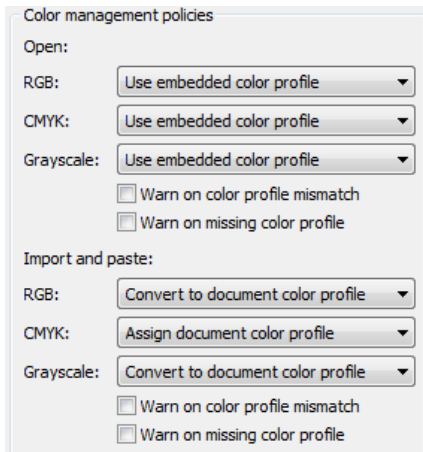 Color management policies
Open:
RGB: Use embedded color profile
CMYK: Use embedded color profile
Grayscale: Use embedded color profile
Warn on color profile mismatch
Warn on missing color profile
Import and paste:
RGB: Convert to document color profile
CMYK: Assign document color profile
Grayscale: Convert to document color profile
Warn on color profile mismatch
Warn on missing color profile